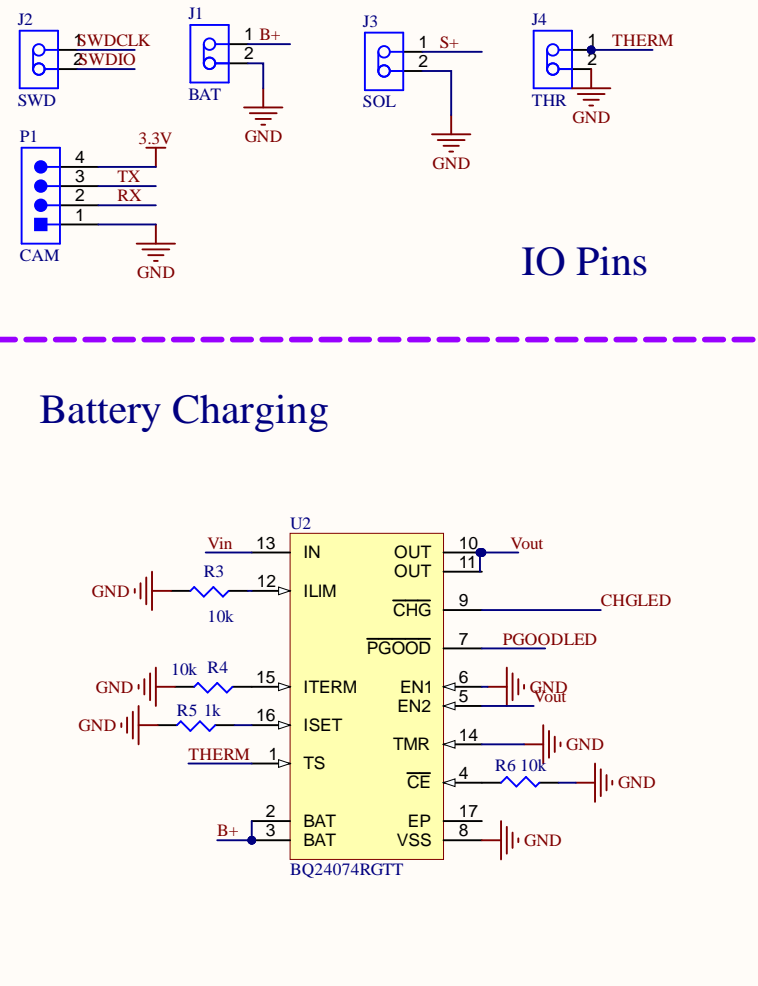 J2
1 SWDCLK
2 SWDIO
SWD
J1
1 B+
2
BAT
GND
J3
1 S+
2
SOL
GND
J4
1 THERM
2
THR
GND
P1
3.3V
4
3 TX
2 RX
1
CAM
GND
IO Pins
Battery Charging
U2
Vin 13 IN OUT 10 Vout
OUT 11
R3
GND 12 ILIM
10k
CHG 9 CHGLED
PGOOD 7 PGOODLED
10k R4
GND 15 ITERM EN1 6 GND
EN2 5 Vout
R5 1k
GND 16 ISET
TMR 14 GND
THERM 1 TS
R6 10k
CE 4 GND
2 BAT EP 17
B+ 3 BAT VSS 8 GND
BQ24074RGTT